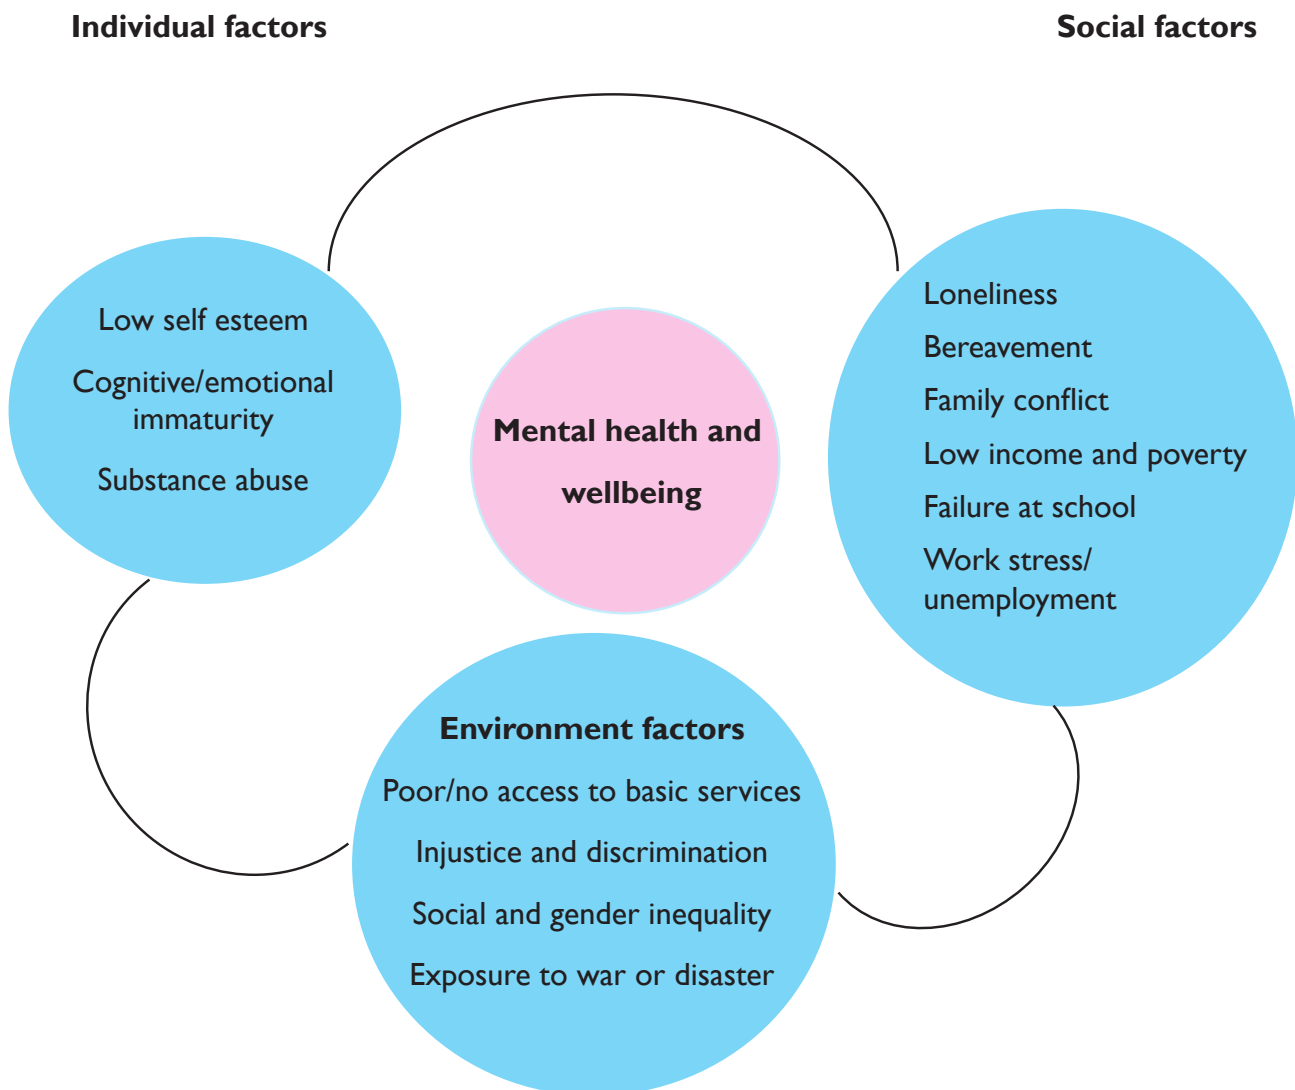 Individual factors
Social factors
Low self esteem
Cognitive/emotional
immaturity
Substance abuse
Mental health and
wellbeing
Loneliness
Bereavement
Family conflict
Low income and poverty
Failure at school
Work stress/
unemployment
Environment factors
Poor/no access to basic services
Injustice and discrimination
Social and gender inequality
Exposure to war or disaster